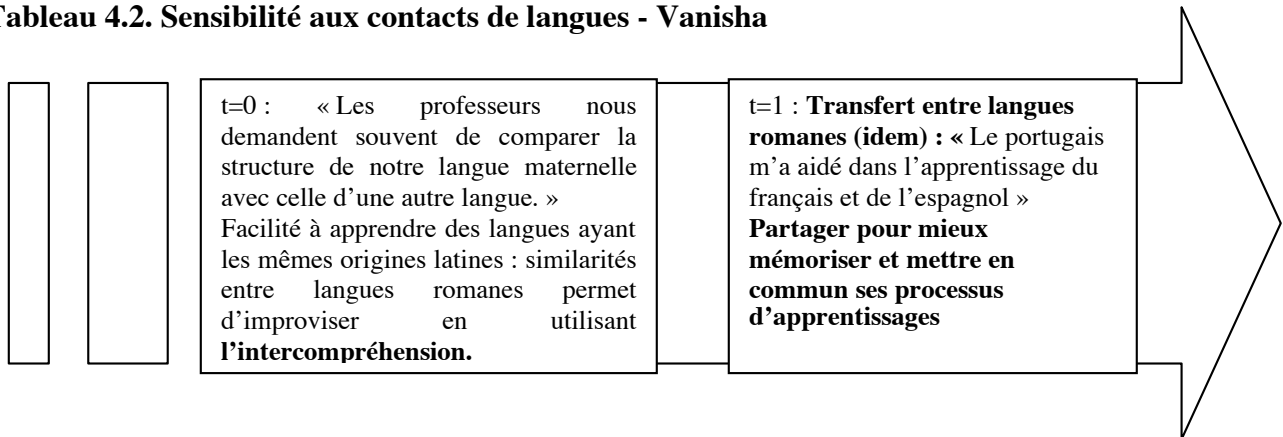 Tableau 4.2. Sensibilité aux contacts de langues - Vanisha
t=0 : « Les professeurs nous
demandent souvent de comparer la
structure de notre langue maternelle
avec celle d’une autre langue. »
Facilité à apprendre des langues ayant
les mêmes origines latines : similarités
entre langues romanes permet
d’improviser en utilisant
l’intercompréhension.
t=1 : Transfert entre langues
romanes (idem) : « Le portugais
m’a aidé dans l’apprentissage du
français et de l’espagnol »
Partager pour mieux
mémoriser et mettre en
commun ses processus
d’apprentissages